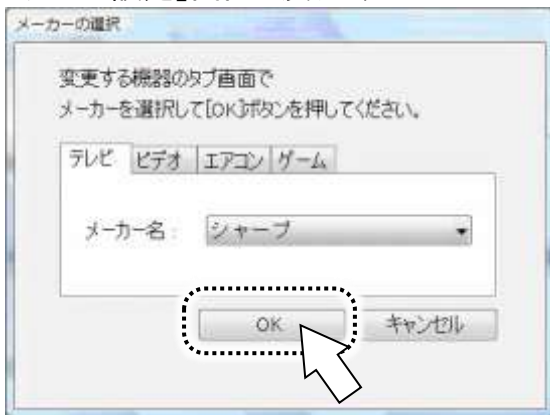 メーカーの選択
変更する機器のタブ画面で
メーカーを選択して[OK]ボタンを押してください。
テレビ ビデオ エアコン ゲーム
メーカー名: シャープ
OK キャンセル